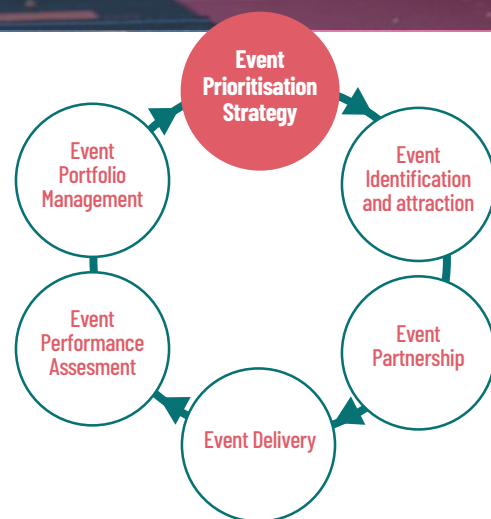 Event
Prioritisation
Strategy
Event
Identification
and attraction
Event
Partnership
Event Delivery
Event
Performance
Assesment
Event
Portfolio
Management